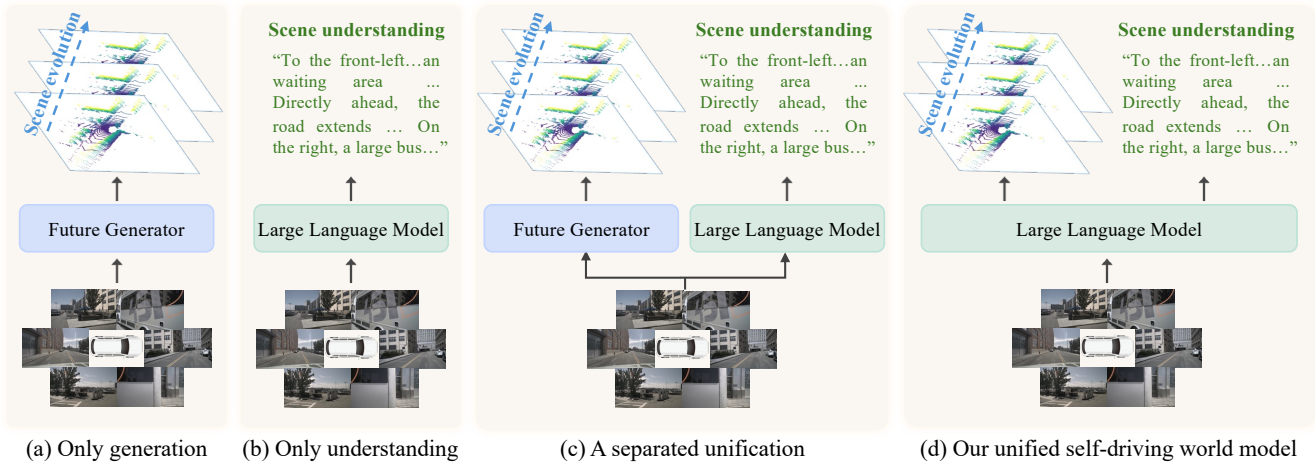 Scene evolution
Future Generator
(a) Only generation
Scene understanding
“To the front-left…an
waiting area ...
Directly ahead, the
road extends … On
the right, a large bus…”
Large Language Model
(b) Only understanding
Scene evolution
Scene understanding
“To the front-left…an
waiting area ...
Directly ahead, the
road extends … On
the right, a large bus…”
Future Generator
Large Language Model
(c) A separated unification
Scene evolution
Scene understanding
“To the front-left…an
waiting area ...
Directly ahead, the
road extends … On
the right, a large bus…”
Large Language Model
(d) Our unified self-driving world model